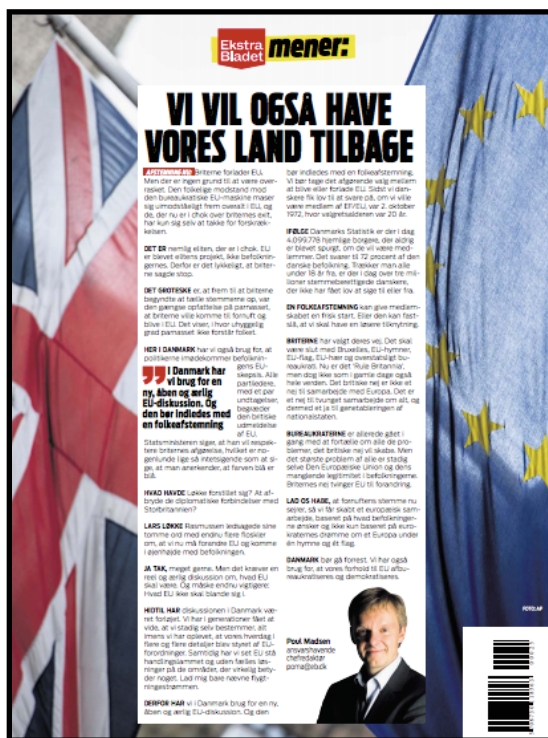 Ekstra
Bladet
mener:
VI VIL OGSÅ HAVE
VORES LAND TILBAGE
AFSTEMNING NU: Briterne forlader EU.
Men der er ingen grund til at være over-
rasket. Den folkelige modstand mod
den bureaukratiske EU-maskine maser
sig uimodståeligt frem overalt i EU, og
de, der nu er i chok over briternes exit,
har kun sig selv at takke for forskræk-
kelsen.
DET ER nemlig eliten, der er i chok. EU
er blevet elitens projekt, ikke befolknin-
gernes. Derfor er det lykkeligt, at briter-
ne sagde stop.
DET GROTESKE er, at frem til at briterne
begyndte at tælle stemmerne op, var
den gængse opfattelse på parnasset,
at briterne ville komme til fornuft og
blive i EU. Det viser, i hvor uhyggelig
grad parnasset ikke forstår folket.
HER I DANMARK har vi også brug for, at
politikerne imødekommer befolknin-
gens EU-
skepsis. Alle
partiledere,
med et par
undtagelser,
begræder
den britiske
udmeldelse
af EU.
I Danmark har
vi brug for en
ny, åben og ærlig
EU-diskussion. Og
den bør indledes med
en folkeafstemning
Statsministeren siger, at han vil respek-
tere briternes afgørelse, hvilket er no-
genlunde lige så intetsigende som at si-
ge, at man anerkender, at farven blå er
blå.
HVAD HAVDE Løkke forstillet sig? At af-
bryde de diplomatiske forbindelser med
Storbritannien?
LARS LØKKE Rasmussen ledsagede sine
tomme ord med endnu flere floskler
om, at vi nu må forandre EU og komme
i øjenhøjde med befolkningen.
JA TAK, meget gerne. Men det kræver en
reel og ærlig diskussion om, hvad EU
skal være. Og måske endnu vigtigere:
Hvad EU ikke skal blande sig i.
HIDTIL HAR diskussionen i Danmark væ-
ret forløjet. Vi har i generationer fået at
vide, at vi stadig selv bestemmer, alt
imens vi har oplevet, at vores hverdag i
flere og flere detaljer blev styret af EU-
forordninger. Samtidig har vi set EU stå
handlingslammet og uden fælles løs-
ninger på de områder, der virkelig bety-
der noget. Lad mig bare nævne flygt-
ningestrømmen.
DERFOR HAR vi i Danmark brug for en ny,
åben og ærlig EU-diskussion. Og den
bør indledes med en folkeafstemning.
Vi bør tage det afgørende valg mellem
at blive eller forlade EU. Sidst vi dan-
skere fik lov til at svare på, om vi ville
være medlem af EF/EU, var 2. oktober
1972, hvor valgretsalderen var 20 år.
IFØLGE Danmarks Statistik er der i dag
4.099.778 hjemlige borgere, der aldrig
er blevet spurgt, om de vil være med-
lemmer. Det svarer til 72 procent af den
danske befolkning. Trækker man alle
under 18 år fra, er der i dag over tre mil-
lioner stemmeberettigede danskere,
der ikke har fået lov at sige til eller fra.
EN FOLKEAFSTEMNING kan give medlem-
skabet en frisk start. Eller den kan fast-
slå, at vi skal have en løsere tilknytning.
BRITERNE har valgt deres vej. Det skal
være slut med Bruxelles, EU-hymner,
EU-flag, EU-hær og overstatsligt bu-
reaukrati. Nu er det 'Rule Britannia',
men dog ikke som i gamle dage også
hele verden. Det britiske nej er ikke et
nej til samarbejde med Europa. Det er
et nej til tvunget samarbejde om alt, og
dermed et ja til genetableringen af
nationalstaten.
BUREAUKRATERNE er allerede gået i
gang med at fortælle om alle de pro-
blemer, det britiske nej vil skabe. Men
det største problem af alle er stadig
selve Den Europæiske Union og dens
manglende legitimitet i befolkningerne.
Briternes nej tvinger EU til forandring.
LAD OS HÅBE, at fornuftens stemme nu
sejrer, så vi får skabt et europæisk sam-
arbejde, baseret på hvad befolkninger-
ne ønsker og ikke kun baseret på euro-
kraternes drømme om et Europa under
én hymne og ét flag.
DANMARK bør gå forrest. Vi har også
brug for, at vores forhold til EU afbu-
reaukratiseres og demokratiseres.
Poul Madsen
ansvarshavende
chefredaktør
poma@eb.dk
FOTO: AP